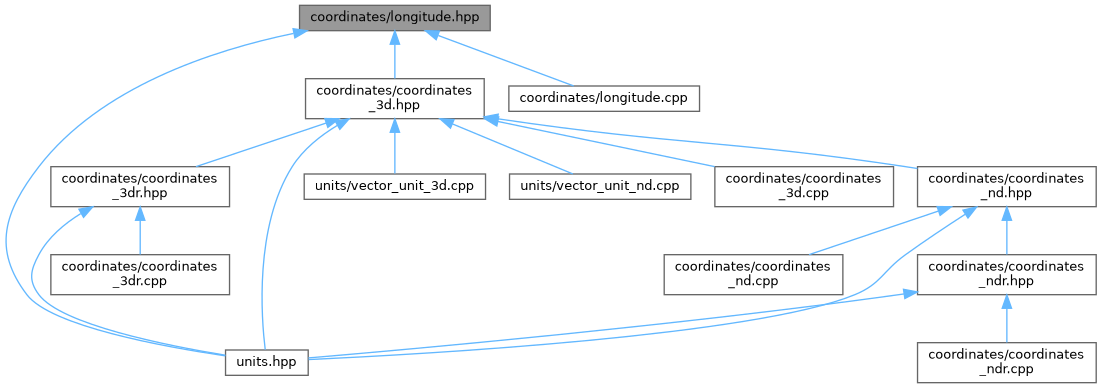 coordinates/longitude.hpp
coordinates/coordinates
_3d.hpp
coordinates/longitude.cpp
coordinates/coordinates
_3dr.hpp
units/vector_unit_3d.cpp
units/vector_unit_nd.cpp
coordinates/coordinates
_3d.cpp
coordinates/coordinates
_nd.hpp
coordinates/coordinates
_3dr.cpp
coordinates/coordinates
_nd.cpp
coordinates/coordinates
_ndr.hpp
units.hpp
coordinates/coordinates
_ndr.cpp